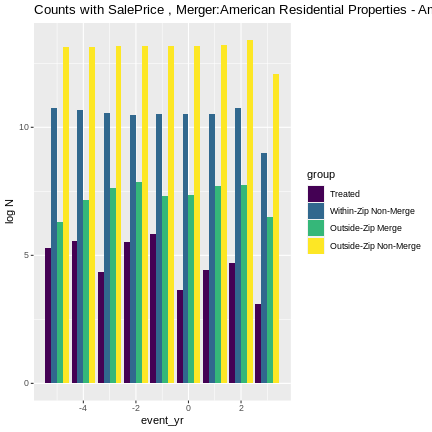 Counts with SalePrice , Merger:American Residential Properties - 
log N
10
5
0
-4
-2
0
2
event_yr
group
Treated
Within-Zip Non-Merge
Outside-Zip Merge
Outside-Zip Non-Merge